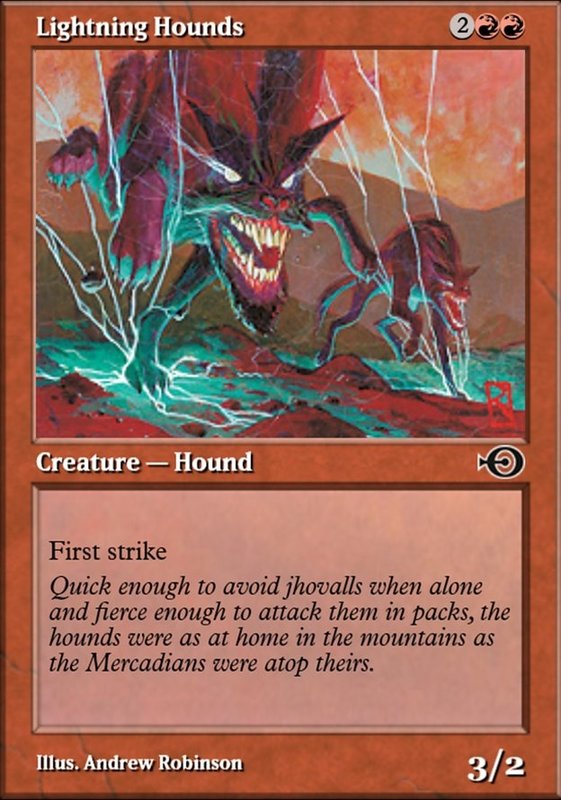 Lightning Hounds 2
Creature — Hound
First strike
Quick enough to avoid jhovalls when alone
and fierce enough to attack them in packs, the
hounds were as at home in the mountains as
the Mercadians were atop theirs.
Illus. Andrew Robinson
3/2